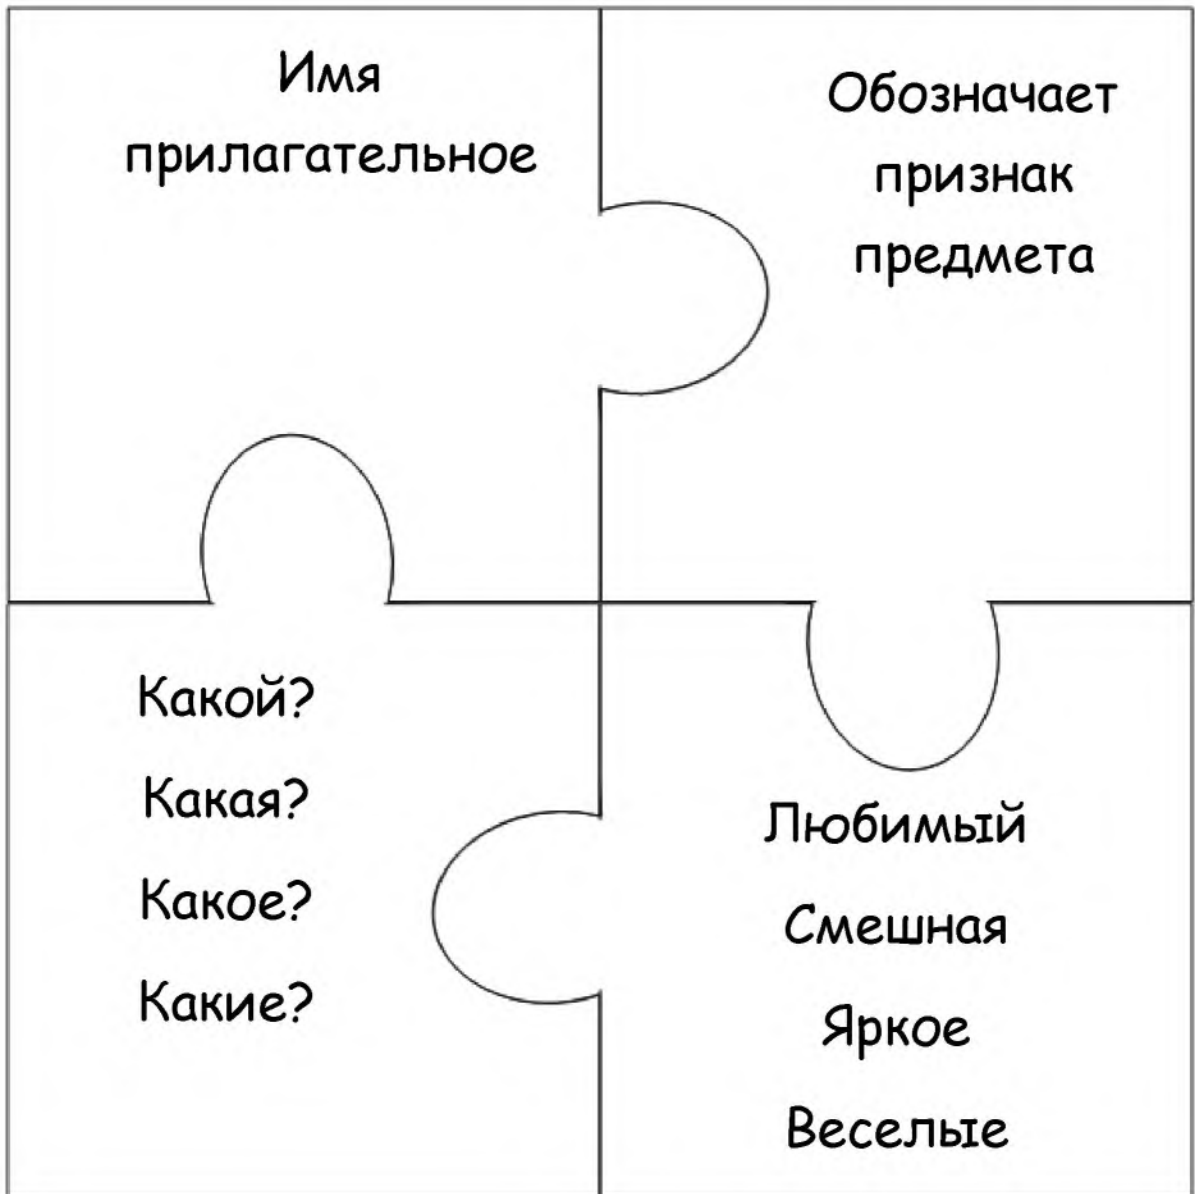 Имя
прилагательное
Обозначает
признак
предмета
Какой?
Какая?
Какое?
Какие?
Любимый
Смешная
Яркое
Веселые